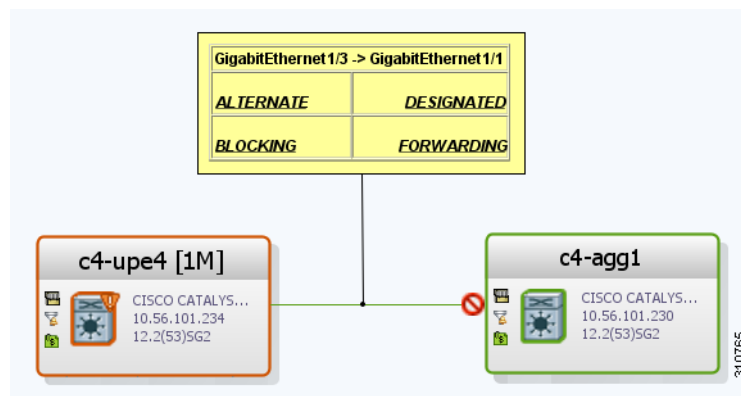 GigabitEthernet1/3 -> GigabitEthernet1/1
ALTERNATE DESIGNATED
BLOCKING FORWARDING
c4-upe4 [1M]
CISCO CATALYS...
10.56.101.234
12.2(53)SG2
c4-agg1
CISCO CATALYS...
10.56.101.230
12.2(53)SG2
310765